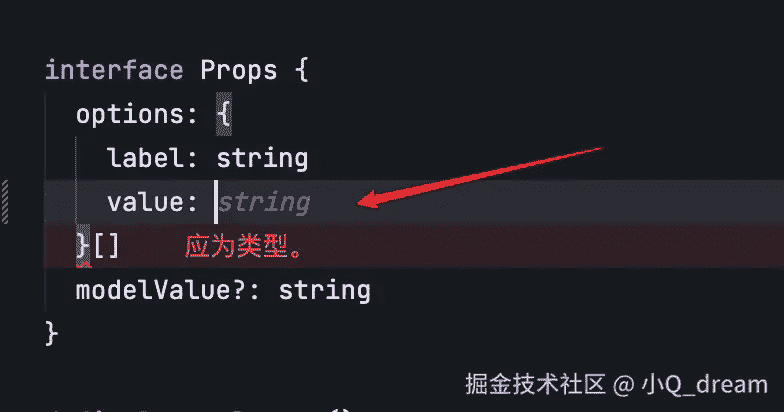 interface Props {
options: {
label: string
value: string
}[] 应为类型。
modelValue?: string
}
掘金技术社区 @ 小Q_dream